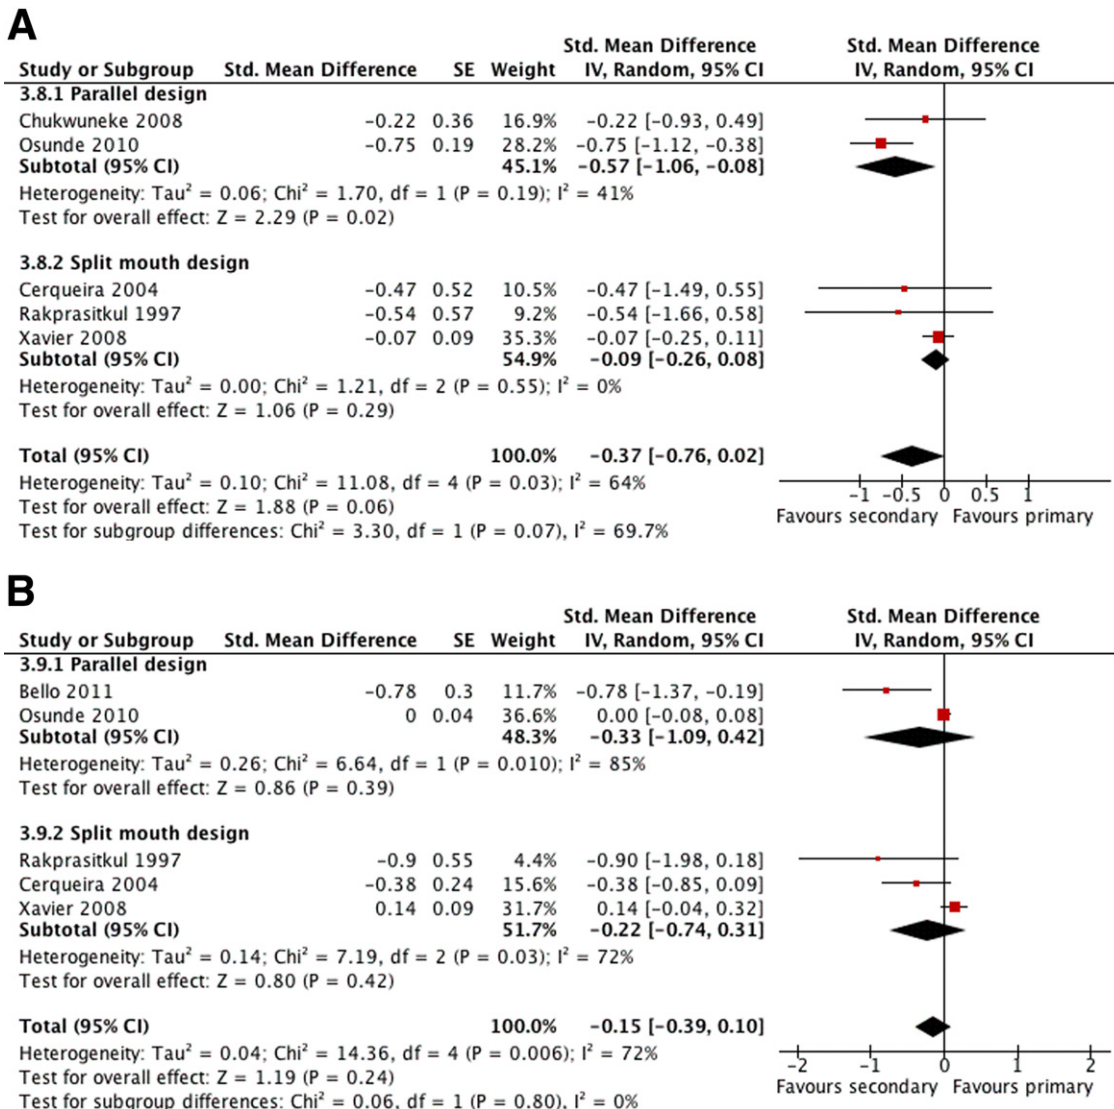 A
Std. Mean Difference Std. Mean Difference
Study or Subgroup Std. Mean Difference SE Weight IV, Random, 95% CI IV, Random, 95% CI
3.8.1 Parallel design
Chukwuneke 2008 −0.22 0.36 16.9% −0.22 [−0.93, 0.49]
Osunde 2010 −0.75 0.19 28.2% −0.75 [−1.12, −0.38]
Subtotal (95% CI) 45.1% −0.57 [−1.06, −0.08]
Heterogeneity: Tau² = 0.06; Chi² = 1.70, df = 1 (P = 0.19); I² = 41%
Test for overall effect: Z = 2.29 (P = 0.02)
3.8.2 Split mouth design
Cerqueira 2004 −0.47 0.52 10.5% −0.47 [−1.49, 0.55]
Rakprasitkul 1997 −0.54 0.57 9.2% −0.54 [−1.66, 0.58]
Xavier 2008 −0.07 0.09 35.3% −0.07 [−0.25, 0.11]
Subtotal (95% CI) 54.9% −0.09 [−0.26, 0.08]
Heterogeneity: Tau² = 0.00; Chi² = 1.21, df = 2 (P = 0.55); I² = 0%
Test for overall effect: Z = 1.06 (P = 0.29)
Total (95% CI) 100.0% −0.37 [−0.76, 0.02]
Heterogeneity: Tau² = 0.10; Chi² = 11.08, df = 4 (P = 0.03); I² = 64%
Test for overall effect: Z = 1.88 (P = 0.06)
Test for subgroup differences: Chi² = 3.30, df = 1 (P = 0.07), I² = 69.7%
−1 −0.5 0 0.5 1
Favours secondary Favours primary
B
Std. Mean Difference Std. Mean Difference
Study or Subgroup Std. Mean Difference SE Weight IV, Random, 95% CI IV, Random, 95% CI
3.9.1 Parallel design
Bello 2011 −0.78 0.3 11.7% −0.78 [−1.37, −0.19]
Osunde 2010 0 0.04 36.6% 0.00 [−0.08, 0.08]
Subtotal (95% CI) 48.3% −0.33 [−1.09, 0.42]
Heterogeneity: Tau² = 0.26; Chi² = 6.64, df = 1 (P = 0.010); I² = 85%
Test for overall effect: Z = 0.86 (P = 0.39)
3.9.2 Split mouth design
Rakprasitkul 1997 −0.9 0.55 4.4% −0.90 [−1.98, 0.18]
Cerqueira 2004 −0.38 0.24 15.6% −0.38 [−0.85, 0.09]
Xavier 2008 0.14 0.09 31.7% 0.14 [−0.04, 0.32]
Subtotal (95% CI) 51.7% −0.22 [−0.74, 0.31]
Heterogeneity: Tau² = 0.14; Chi² = 7.19, df = 2 (P = 0.03); I² = 72%
Test for overall effect: Z = 0.80 (P = 0.42)
Total (95% CI) 100.0% −0.15 [−0.39, 0.10]
Heterogeneity: Tau² = 0.04; Chi² = 14.36, df = 4 (P = 0.006); I² = 72%
Test for overall effect: Z = 1.19 (P = 0.24)
Test for subgroup differences: Chi² = 0.06, df = 1 (P = 0.80), I² = 0%
−2 −1 0 1 2
Favours secondary Favours primary